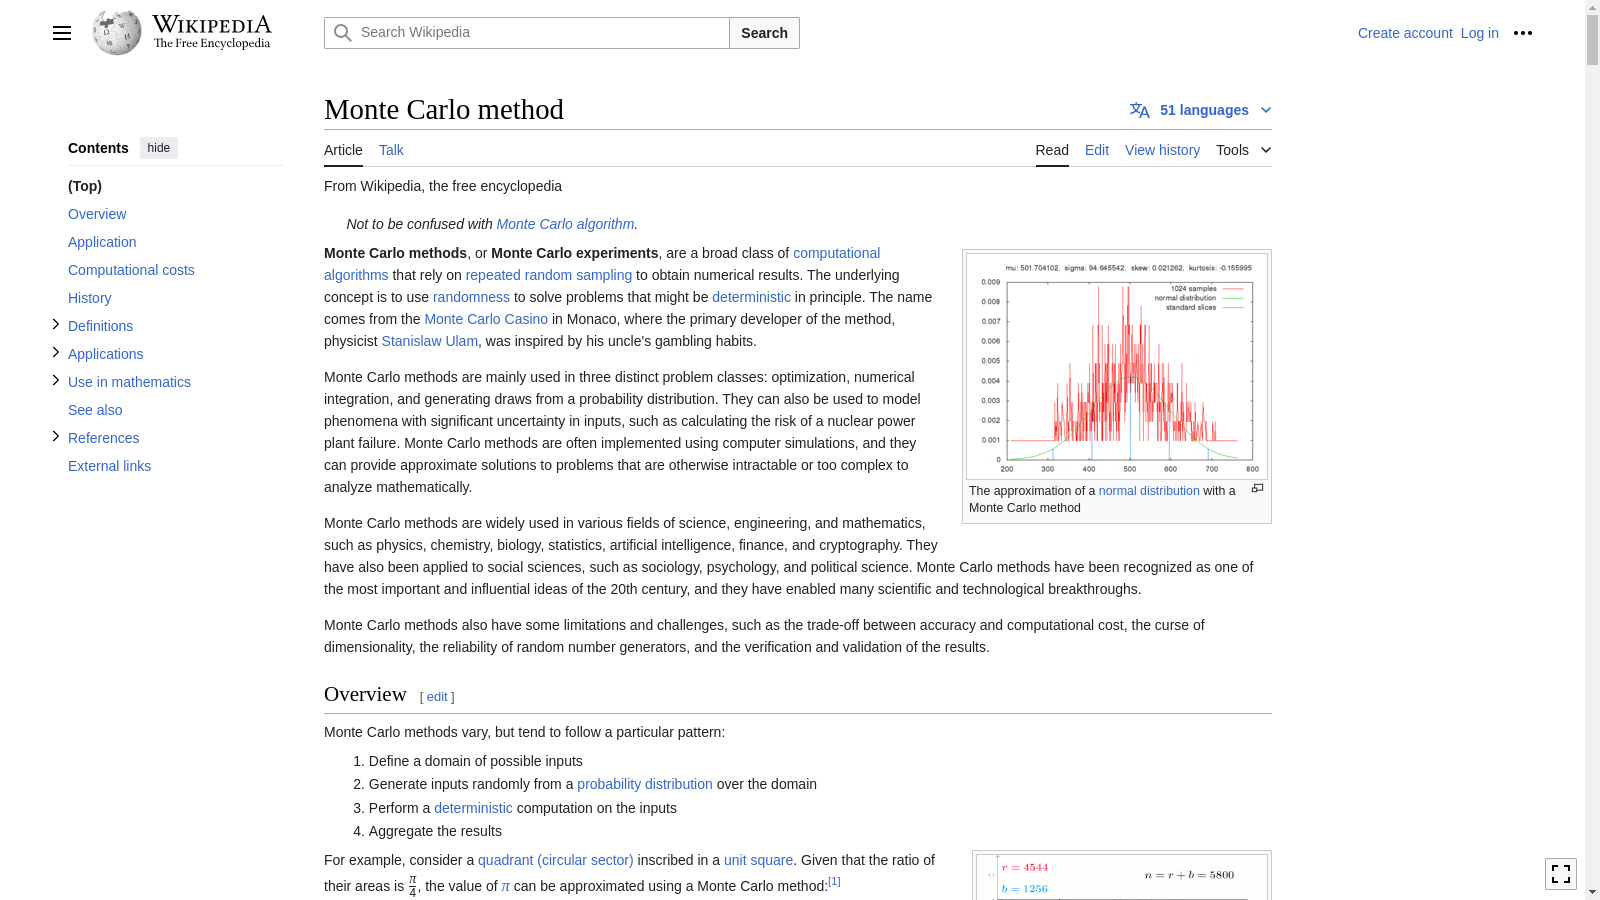 WIKIPEDIA
The Free Encyclopedia
Search Wikipedia
Search
Create account Log in
Contents hide
(Top)
Overview
Application
Computational costs
History
Definitions
Applications
Use in mathematics
See also
References
External links
Monte Carlo method
51 languages
Article Talk
Read Edit View history Tools
From Wikipedia, the free encyclopedia
Not to be confused with Monte Carlo algorithm.
Monte Carlo methods, or Monte Carlo experiments, are a broad class of computational
algorithms that rely on repeated random sampling to obtain numerical results. The underlying
concept is to use randomness to solve problems that might be deterministic in principle. The name
comes from the Monte Carlo Casino in Monaco, where the primary developer of the method,
physicist Stanislaw Ulam, was inspired by his uncle's gambling habits.
mu: 501.704102, sigma: 94.645542, skew: 0.021262, kurtosis: -0.155995
1024 samples
normal distribution
standard slices
0.009
0.008
0.007
0.006
0.005
0.004
0.003
0.002
0.001
0
200 300 400 500 600 700 800
The approximation of a normal distribution with a
Monte Carlo method
Monte Carlo methods are mainly used in three distinct problem classes: optimization, numerical
integration, and generating draws from a probability distribution. They can also be used to model
phenomena with significant uncertainty in inputs, such as calculating the risk of a nuclear power
plant failure. Monte Carlo methods are often implemented using computer simulations, and they
can provide approximate solutions to problems that are otherwise intractable or too complex to
analyze mathematically.
Monte Carlo methods are widely used in various fields of science, engineering, and mathematics,
such as physics, chemistry, biology, statistics, artificial intelligence, finance, and cryptography. They
have also been applied to social sciences, such as sociology, psychology, and political science. Monte Carlo methods have been recognized as one of
the most important and influential ideas of the 20th century, and they have enabled many scientific and technological breakthroughs.
Monte Carlo methods also have some limitations and challenges, such as the trade-off between accuracy and computational cost, the curse of
dimensionality, the reliability of random number generators, and the verification and validation of the results.
Overview [ edit ]
Monte Carlo methods vary, but tend to follow a particular pattern:
1. Define a domain of possible inputs
2. Generate inputs randomly from a probability distribution over the domain
3. Perform a deterministic computation on the inputs
4. Aggregate the results
For example, consider a quadrant (circular sector) inscribed in a unit square. Given that the ratio of
their areas is π/4, the value of π can be approximated using a Monte Carlo method:[1]
r = 4544
b = 1256
n = r + b = 5800